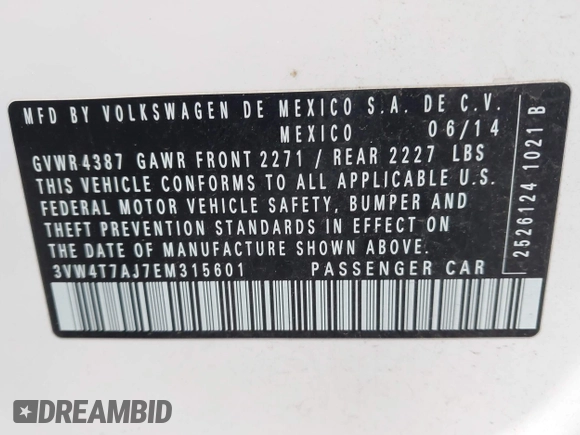 MFD BY VOLKSWAGEN DE MEXICO S.A. DE C.V.
MEXICO 06/14
GVWR 4387 GAWR FRONT 2271 / REAR 2227 LBS
THIS VEHICLE CONFORMS TO ALL APPLICABLE U.S.
FEDERAL MOTOR VEHICLE SAFETY, BUMPER AND
THEFT PREVENTION STANDARDS IN EFFECT ON
THE DATE OF MANUFACTURE SHOWN ABOVE.
3VW4T7AJ7EM315601 PASSENGER CAR
2526124 1021 B
DREAMBID